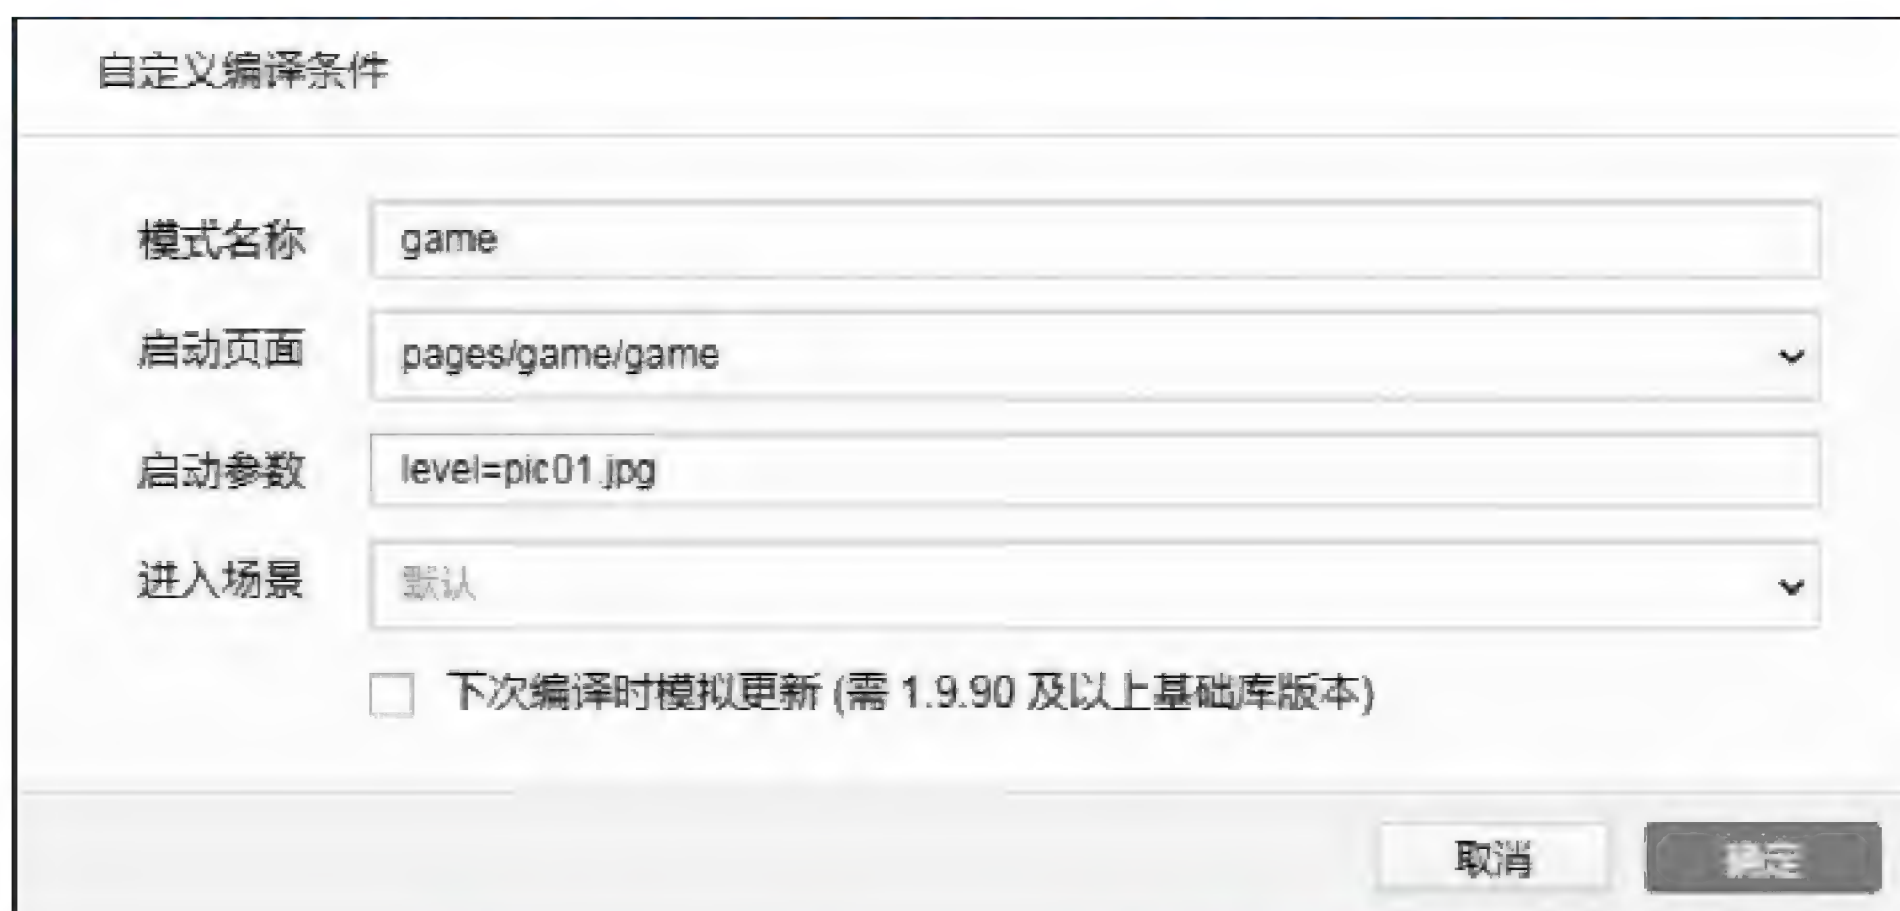 自定义编译条件
模式名称 game
启动页面 pages/game/game
启动参数 level=pic01.jpg
进入场景 默认
下次编译时模拟更新 (需 1.9.90 及以上基础库版本)
取消 确定